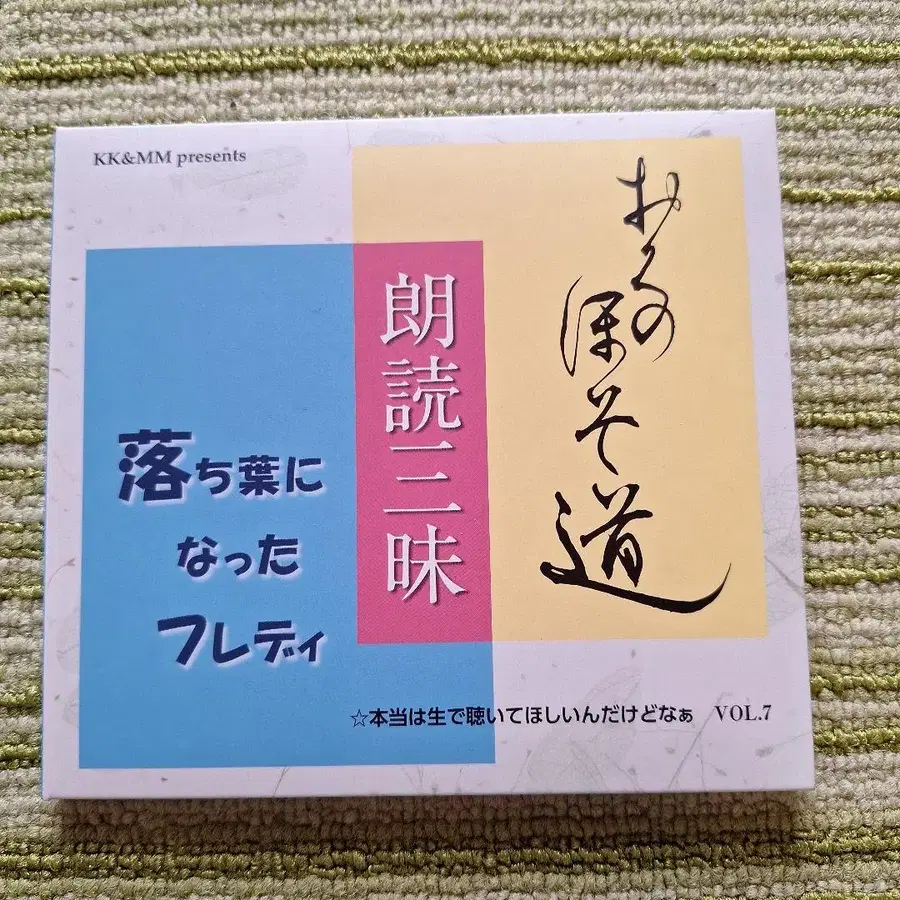 KK&MM presents
おくのほそ道
朗読三昧
落ち葉に
なった
フレディ
☆本当は生で聴いてほしいんだけどなぁ VOL.7